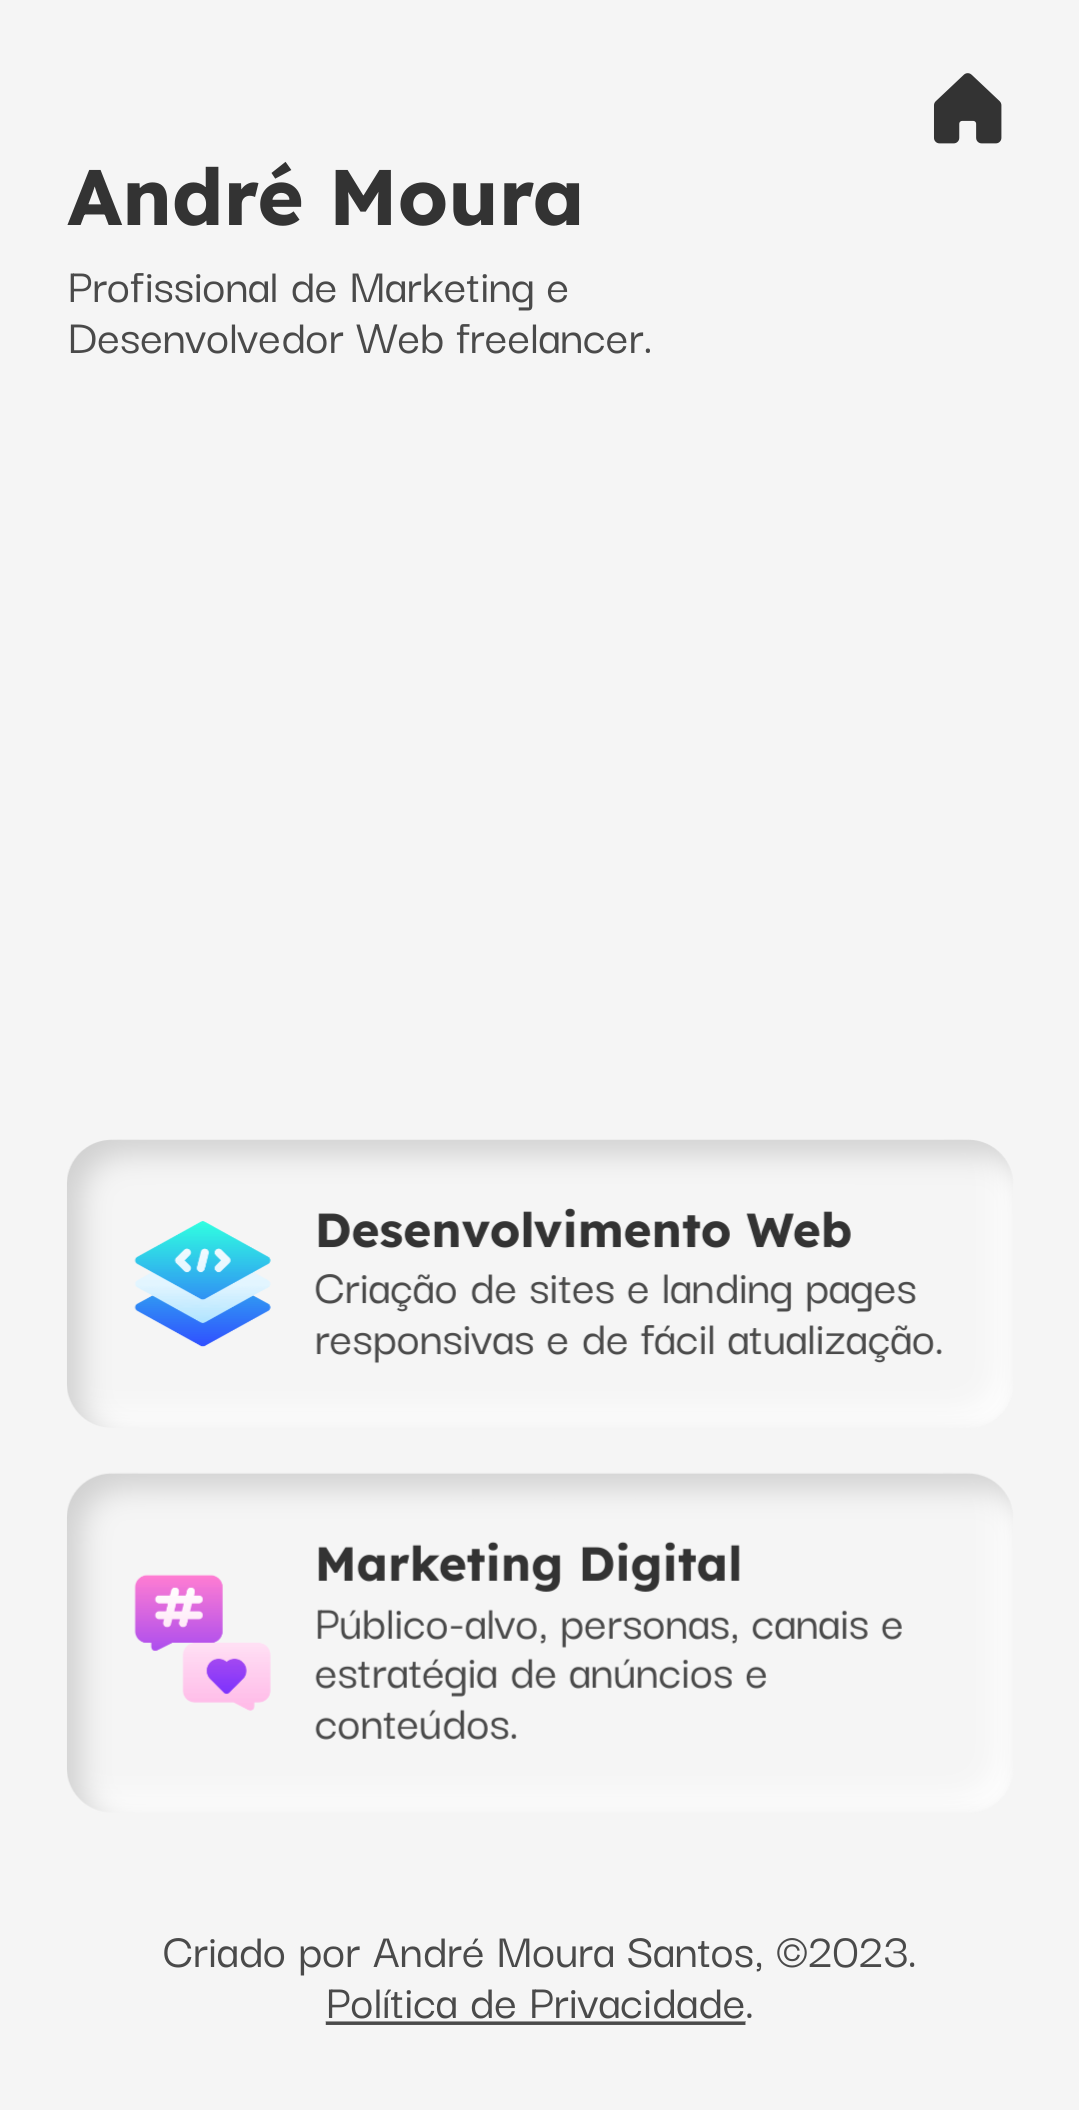 André Moura
Profissional de Marketing e
Desenvolvedor Web freelancer.
Desenvolvimento Web
Criação de sites e landing pages
responsivas e de fácil atualização.
Marketing Digital
Público-alvo, personas, canais e
estratégia de anúncios e
conteúdos.
Criado por André Moura Santos, ©2023.
Política de Privacidade.